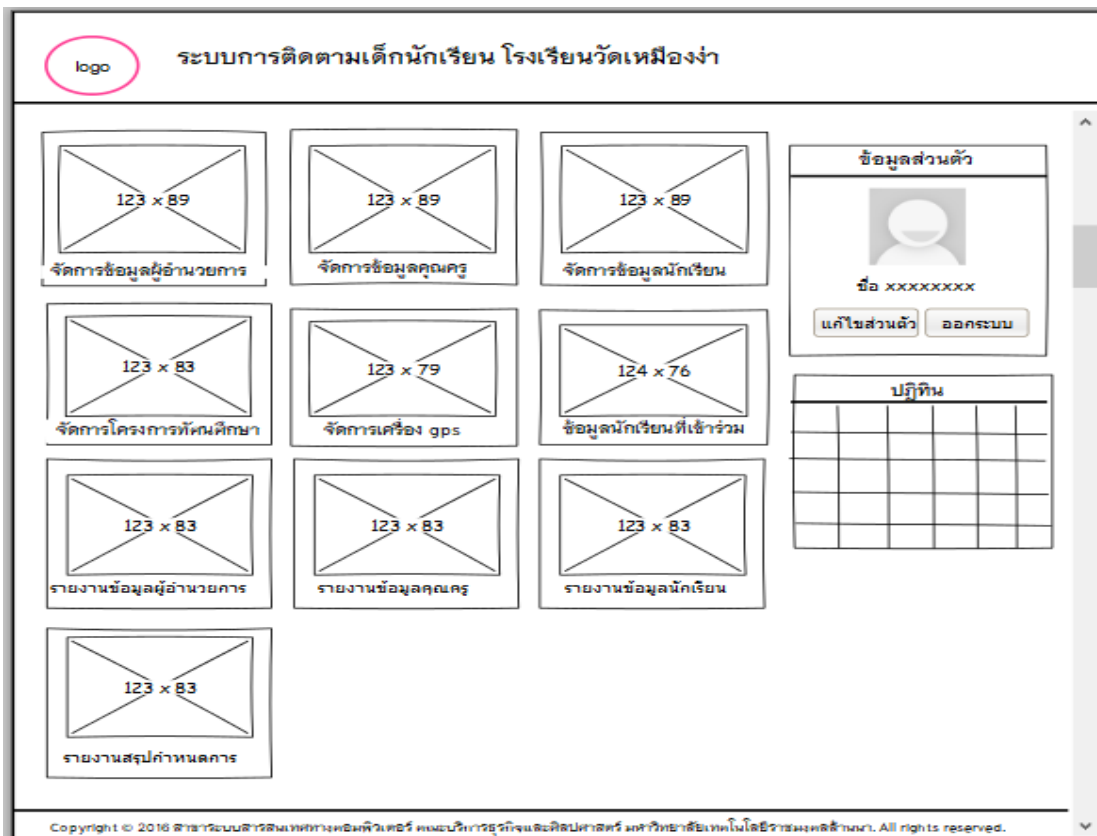 logo
ระบบการติดตามเด็กนักเรียน โรงเรียนวัดเหมืองง่า
123 x 89
123 x 89
123 x 89
จัดการข้อมูลผู้อำนวยการ
จัดการข้อมูลคุณครู
จัดการข้อมูลนักเรียน
ข้อมูลส่วนตัว
ชื่อ xxxxxxxx
แก้ไขส่วนตัว
ออกระบบ
123 x 83
123 x 79
124 x 76
จัดการโครงการทัศนศึกษา
จัดการเครื่อง gps
ข้อมูลนักเรียนที่เข้าร่วม
ปฎิทิน
123 x 83
123 x 83
123 x 83
รายงานข้อมูลผู้อำนวยการ
รายงานข้อมูลคุณครู
รายงานข้อมูลนักเรียน
123 x 83
รายงานสรุปกำหนดการ
Copyright © 2016 สาขาระบบสารสนเทศทางคอมพิวเตอร์ คณะบริหารธุรกิจและศิลปศาสตร์ มหาวิทยาลัยเทคโนโลยีราชมงคลล้านนา. All rights reserved.